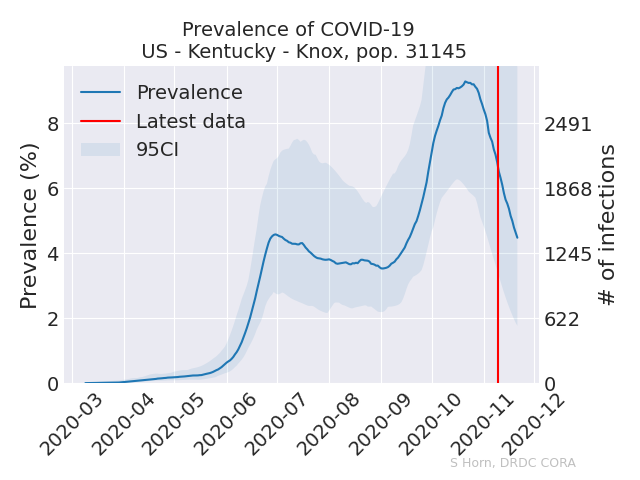 Prevalence of COVID-19
US - Kentucky - Knox, pop. 31145
Prevalence
Latest data
95CI
Prevalence (%)
8
6
4
2
0
2491
1868
1245
622
0
# of infections
2020-03
2020-04
2020-05
2020-06
2020-07
2020-08
2020-09
2020-10
2020-11
2020-12
S Horn, DRDC CORA